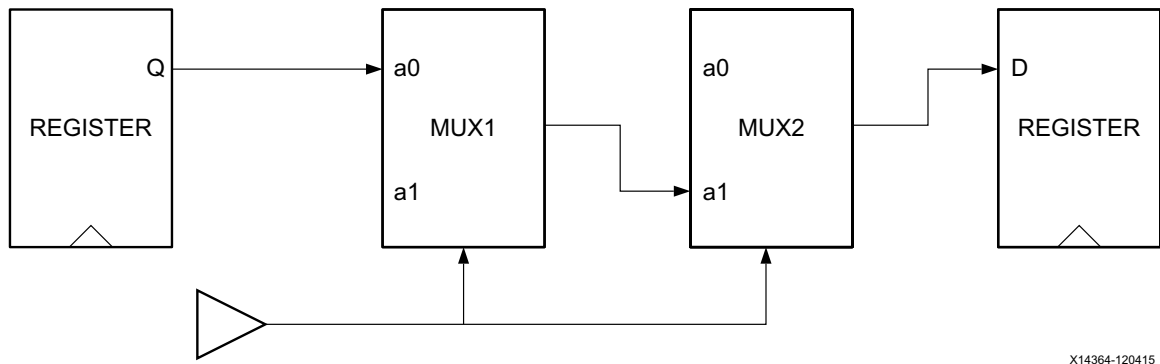 Q
REGISTER
a0
MUX1
a1
a0
MUX2
a1
D
REGISTER
X14364-120415